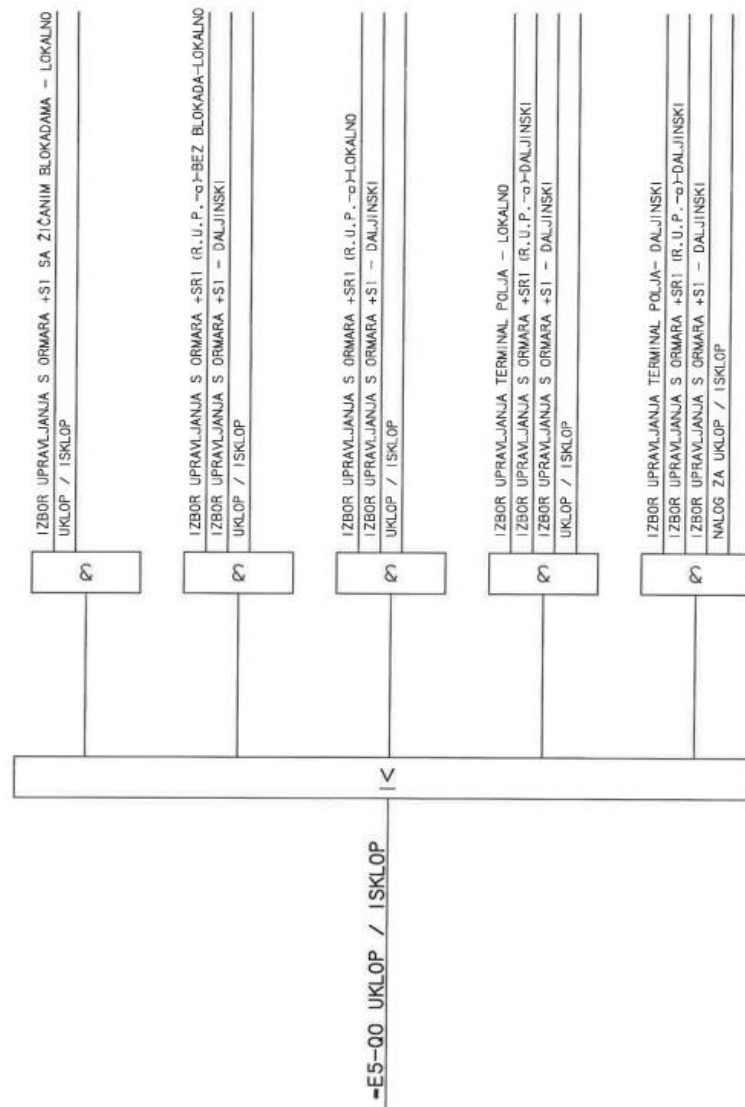 IZBOR UPRAVLJANJA S ORMARA +S1 SA ŽIČANIM BLOKADAMA - LOKALNO
UKLOP / ISKLOP
&
IZBOR UPRAVLJANJA S ORMARA +SR1 (R.U.P.-a)-BEZ BLOKADA-LOKALNO
IZBOR UPRAVLJANJA S ORMARA +S1 - DALJINSKI
UKLOP / ISKLOP
&
IZBOR UPRAVLJANJA S ORMARA +SR1 (R.U.P.-a)-LOKALNO
IZBOR UPRAVLJANJA S ORMARA +S1 - DALJINSKI
UKLOP / ISKLOP
&
IZBOR UPRAVLJANJA TERMINAL POLJA - LOKALNO
IZBOR UPRAVLJANJA S ORMARA +SR1 (R.U.P.-a)-DALJINSKI
IZBOR UPRAVLJANJA S ORMARA +S1 - DALJINSKI
UKLOP / ISKLOP
&
IZBOR UPRAVLJANJA TERMINAL POLJA- DALJINSKI
IZBOR UPRAVLJANJA S ORMARA +SR1 (R.U.P.-a)-DALJINSKI
IZBOR UPRAVLJANJA S ORMARA +S1 - DALJINSKI
NALOG ZA UKLOP / ISKLOP
&
≥
=E5-Q0 UKLOP / ISKLOP